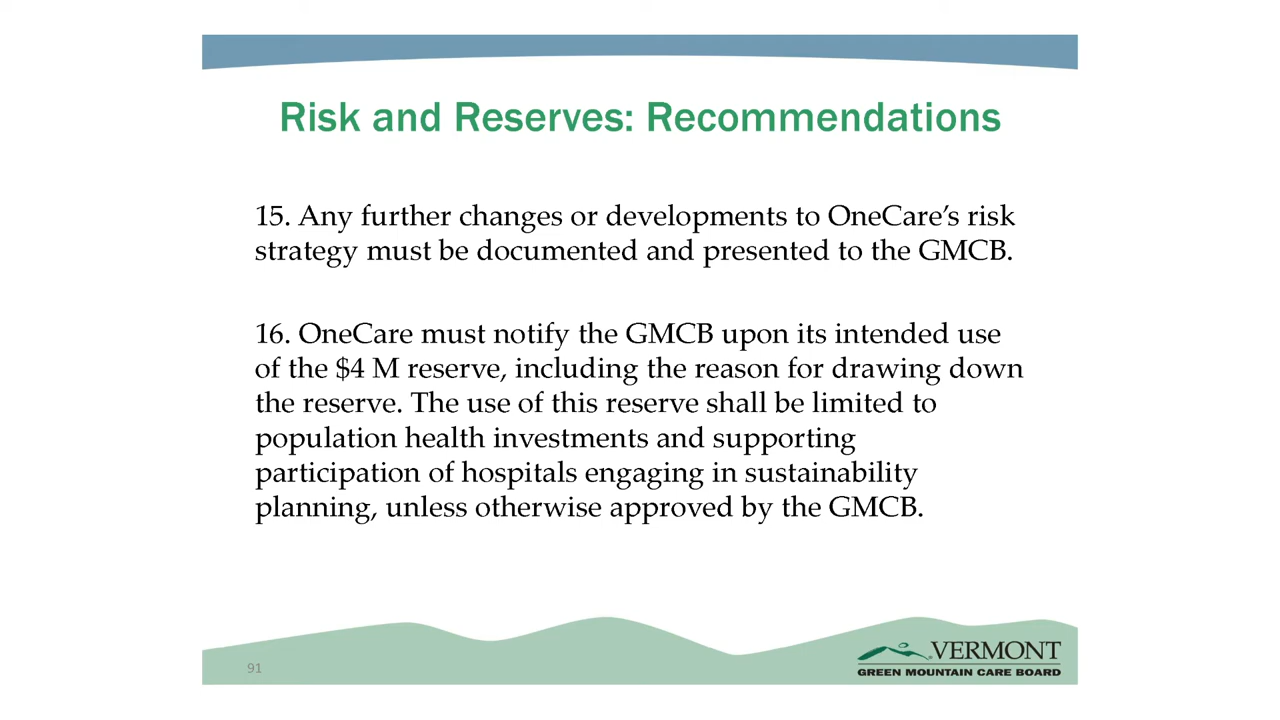 Risk and Reserves: Recommendations
15. Any further changes or developments to OneCare’s risk
strategy must be documented and presented to the GMCB.
16. OneCare must notify the GMCB upon its intended use
of the $4 M reserve, including the reason for drawing down
the reserve. The use of this reserve shall be limited to
population health investments and supporting
participation of hospitals engaging in sustainability
planning, unless otherwise approved by the GMCB.
91
VERMONT
GREEN MOUNTAIN CARE BOARD